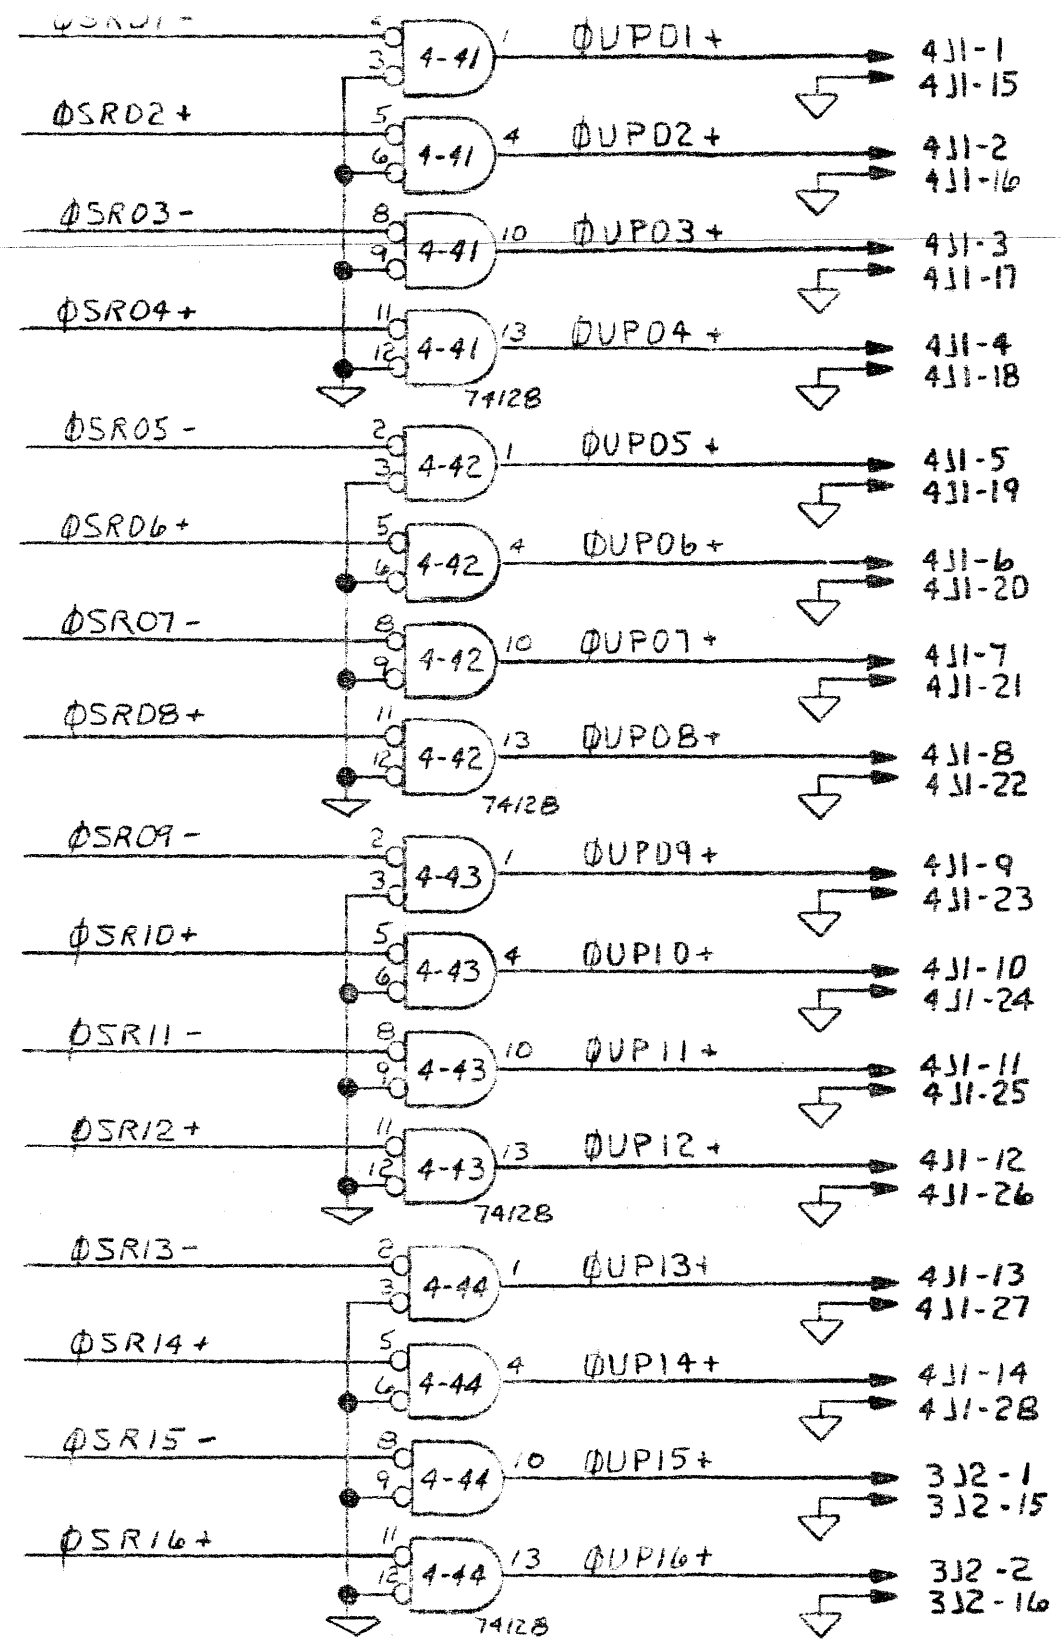 2 1 ΦUP01+ 4J1-1
3 4-41 4J1-15
ΦSR02+ 5 4 ΦUP02+ 4J1-2
6 4-41 4J1-16
ΦSR03- 8 10 ΦUP03+ 4J1-3
9 4-41 4J1-17
ΦSR04+ 11 13 ΦUP04+ 4J1-4
12 4-41 4J1-18
74128
ΦSR05- 2 1 ΦUP05+ 4J1-5
3 4-42 4J1-19
ΦSR06+ 5 4 ΦUP06+ 4J1-6
6 4-42 4J1-20
ΦSR07- 8 10 ΦUP07+ 4J1-7
9 4-42 4J1-21
ΦSR08+ 11 13 ΦUP08+ 4J1-8
12 4-42 4J1-22
74128
ΦSR09- 2 1 ΦUP09+ 4J1-9
3 4-43 4J1-23
ΦSR10+ 5 4 ΦUP10+ 4J1-10
6 4-43 4J1-24
ΦSR11- 8 10 ΦUP11+ 4J1-11
9 4-43 4J1-25
ΦSR12+ 11 13 ΦUP12+ 4J1-12
12 4-43 4J1-26
74128
ΦSR13- 2 1 ΦUP13+ 4J1-13
3 4-44 4J1-27
ΦSR14+ 5 4 ΦUP14+ 4J1-14
6 4-44 4J1-28
ΦSR15- 8 10 ΦUP15+ 3J2-1
9 4-44 3J2-15
ΦSR16+ 11 13 ΦUP16+ 3J2-2
12 4-44 3J2-16
74128